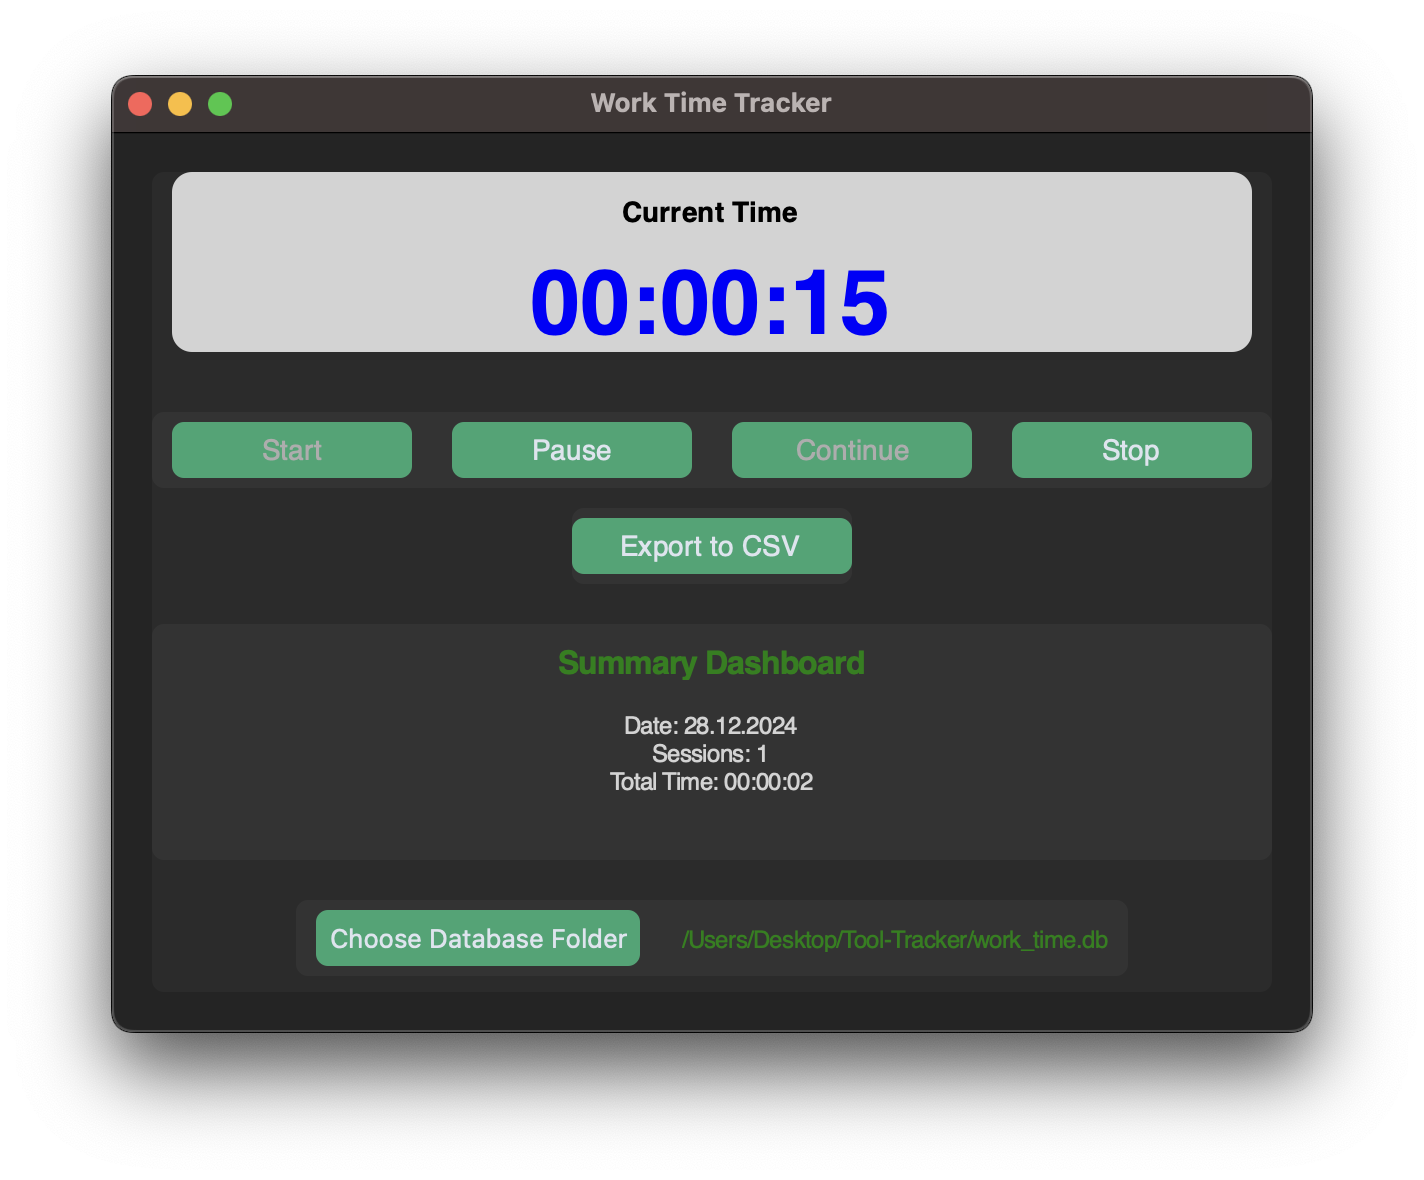 Work Time Tracker
Current Time
00:00:15
Start Pause Continue Stop
Export to CSV
Summary Dashboard
Date: 28.12.2024
Sessions: 1
Total Time: 00:00:02
Choose Database Folder /Users/Desktop/Tool-Tracker/work_time.db